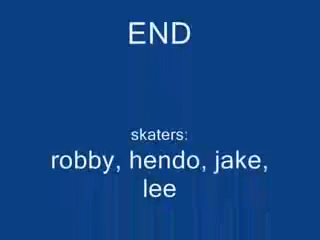 END
skaters:
robby, hendo, jake,
lee